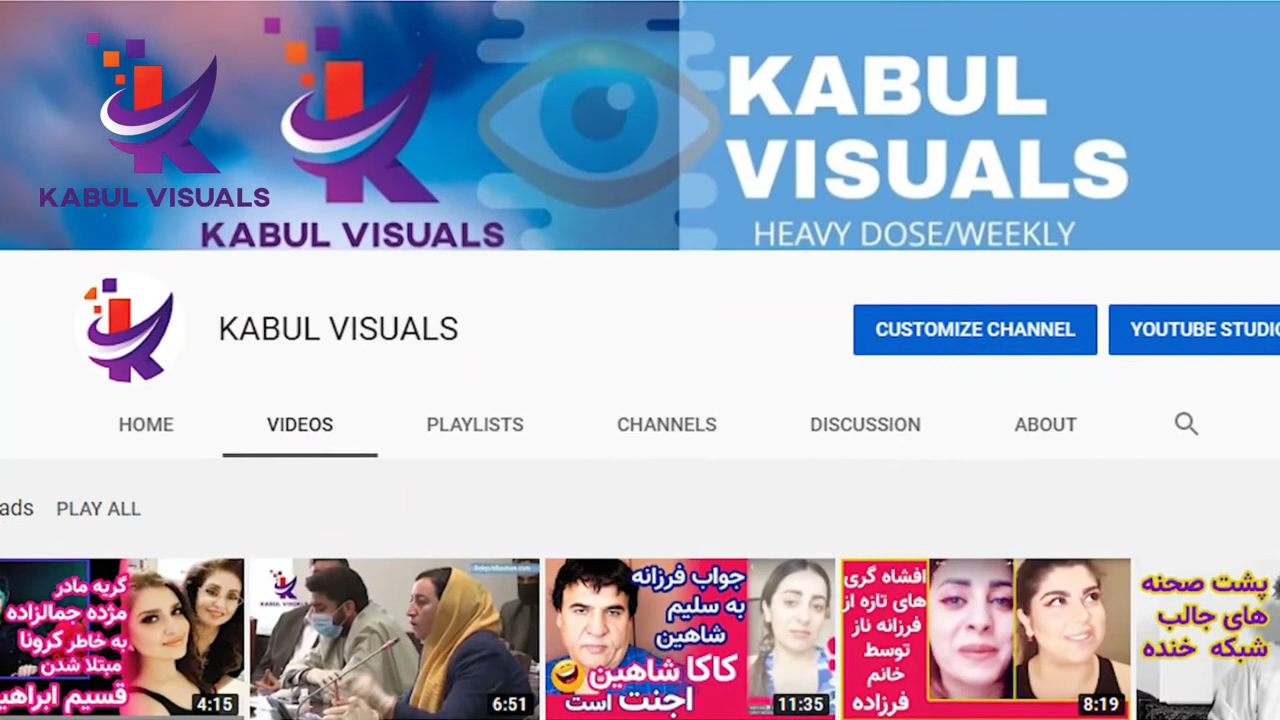 KABUL VISUALS
KABUL VISUALS
KABUL
VISUALS
HEAVY DOSE/WEEKLY
KABUL VISUALS
CUSTOMIZE CHANNEL
YOUTUBE STUDIO
HOME
VIDEOS
PLAYLISTS
CHANNELS
DISCUSSION
ABOUT
ads
PLAY ALL
گریه مادر
مژده جمالزاده
به خاطر کرونا
مبتلا شدن
قسیم ابراهی
4:15
KABUL VISUALS
6:51
جواب فرزانه
به سلیم
شاهین
کاکا شاهین
اجنت است
11:35
افشاه گری
های تازه از
فرزانه ناز
توسط
خانم
فرزاده
8:19
پشت صحنه
های جالب
شبکه خنده